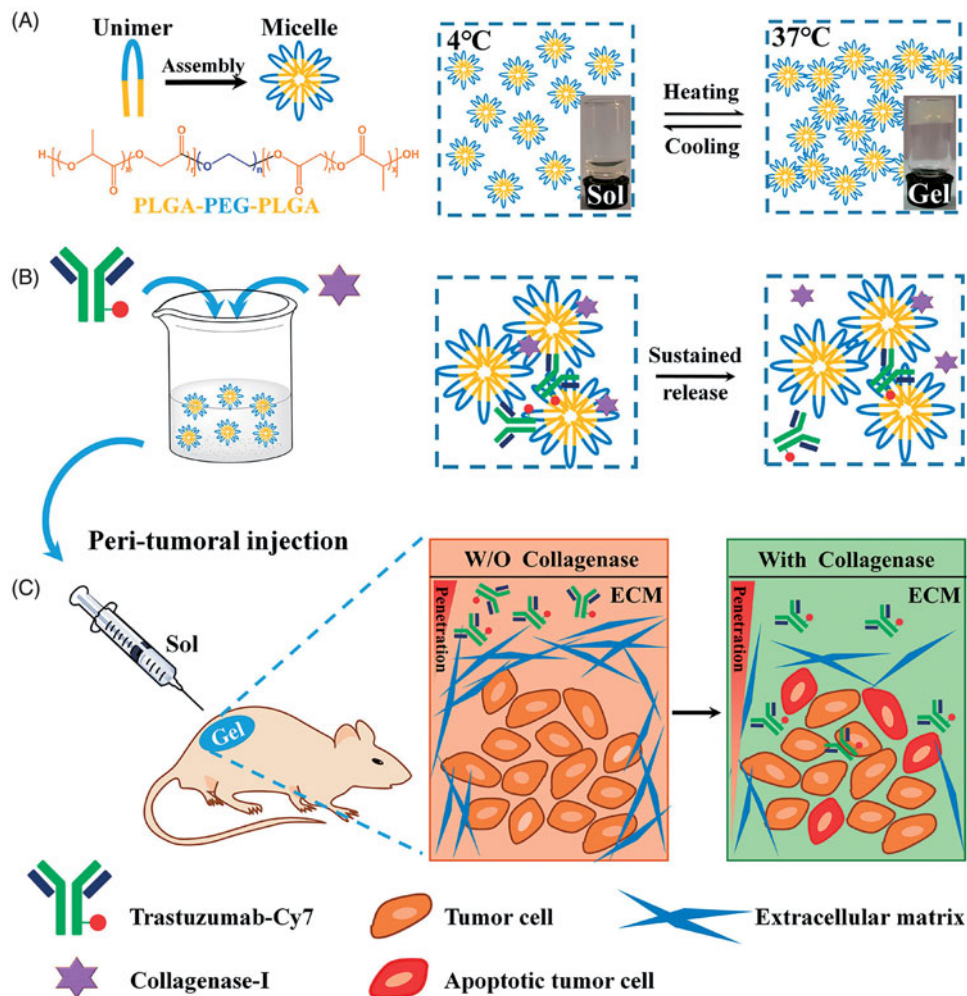 (A)
Unimer
Assembly
Micelle
PLGA-PEG-PLGA
4°C
Sol
Heating
Cooling
37°C
Gel
(B)
Sustained
release
Peri-tumoral injection
(C)
Sol
Gel
W/O Collagenase
Penetration
ECM
With Collagenase
Penetration
ECM
Trastuzumab-Cy7
Tumor cell
Extracellular matrix
Collagenase-I
Apoptotic tumor cell